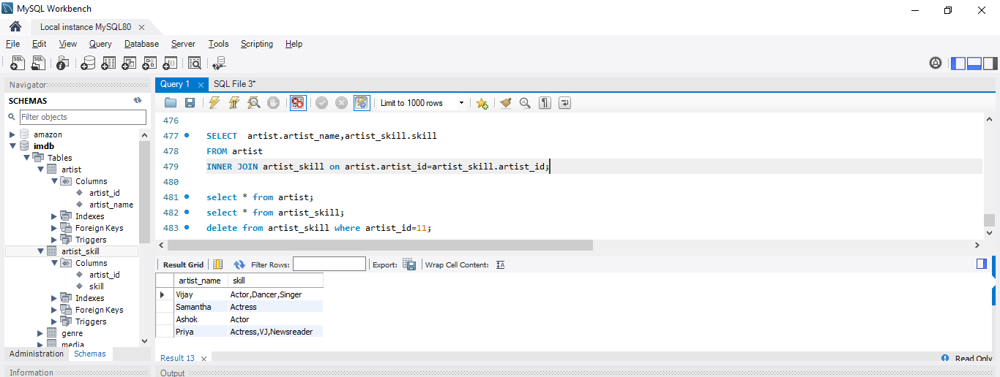 MySQL Workbench
Local instance MySQL80
File Edit View Query Database Server Tools Scripting Help
Navigator
SCHEMAS
Filter objects
amazon
imdb
Tables
artist
Columns
artist_id
artist_name
Indexes
Foreign Keys
Triggers
artist_skill
Columns
artist_id
skill
Indexes
Foreign Keys
Triggers
genre
media
Administration Schemas
Information
Query 1 SQL File 3*
Limit to 1000 rows
476
477 SELECT artist.artist_name,artist_skill.skill
478 FROM artist
479 INNER JOIN artist_skill on artist.artist_id=artist_skill.artist_id;
480
481 select * from artist;
482 select * from artist_skill;
483 delete from artist_skill where artist_id=11;
Result Grid Filter Rows: Export: Wrap Cell Content:
artist_name skill
Vijay Actor,Dancer,Singer
Samantha Actress
Ashok Actor
Priya Actress,VJ,Newsreader
Result 13 Read Only
Output